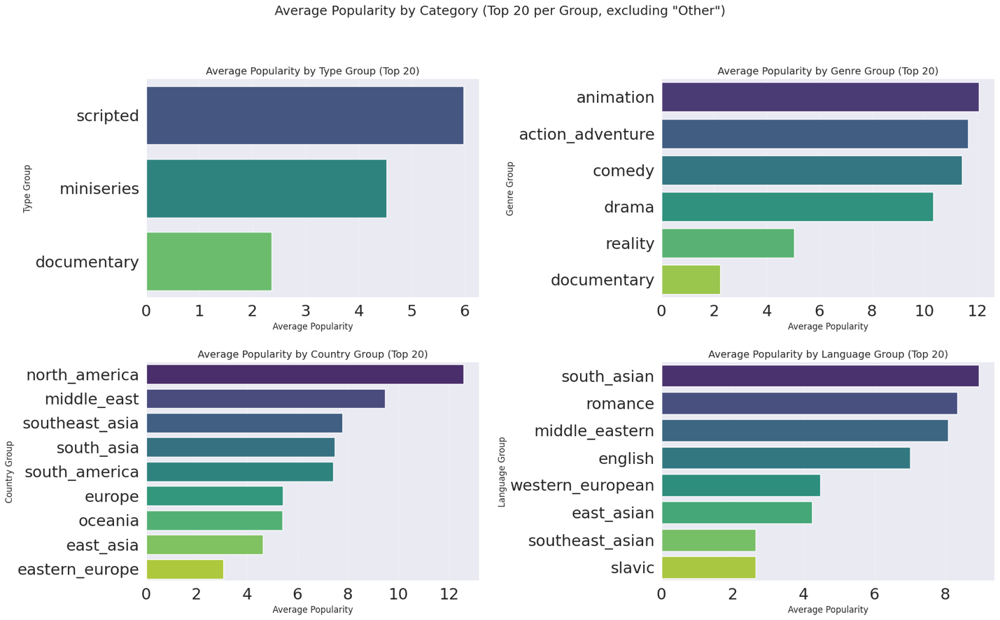 Average Popularity by Category (Top 20 per Group, excluding "Other")
Average Popularity by Type Group (Top 20)
Type Group
scripted
miniseries
documentary
0 1 2 3 4 5 6
Average Popularity
Average Popularity by Genre Group (Top 20)
Genre Group
animation
action_adventure
comedy
drama
reality
documentary
0 2 4 6 8 10 12
Average Popularity
Average Popularity by Country Group (Top 20)
Country Group
north_america
middle_east
southeast_asia
south_asia
south_america
europe
oceania
east_asia
eastern_europe
0 2 4 6 8 10 12
Average Popularity
Average Popularity by Language Group (Top 20)
Language Group
south_asian
romance
middle_eastern
english
western_european
east_asian
southeast_asian
slavic
0 2 4 6 8
Average Popularity